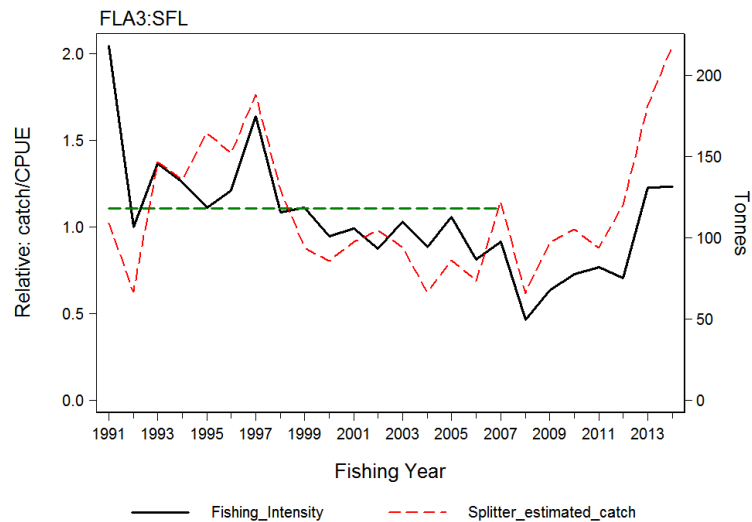 FLA3:SFL
2.0
1.5
1.0
0.5
0.0
Relative: catch/CPUE
200
150
100
50
0
Tonnes
1991 1993 1995 1997 1999 2001 2003 2005 2007 2009 2011 2013
Fishing Year
Fishing_Intensity Splitter_estimated_catch